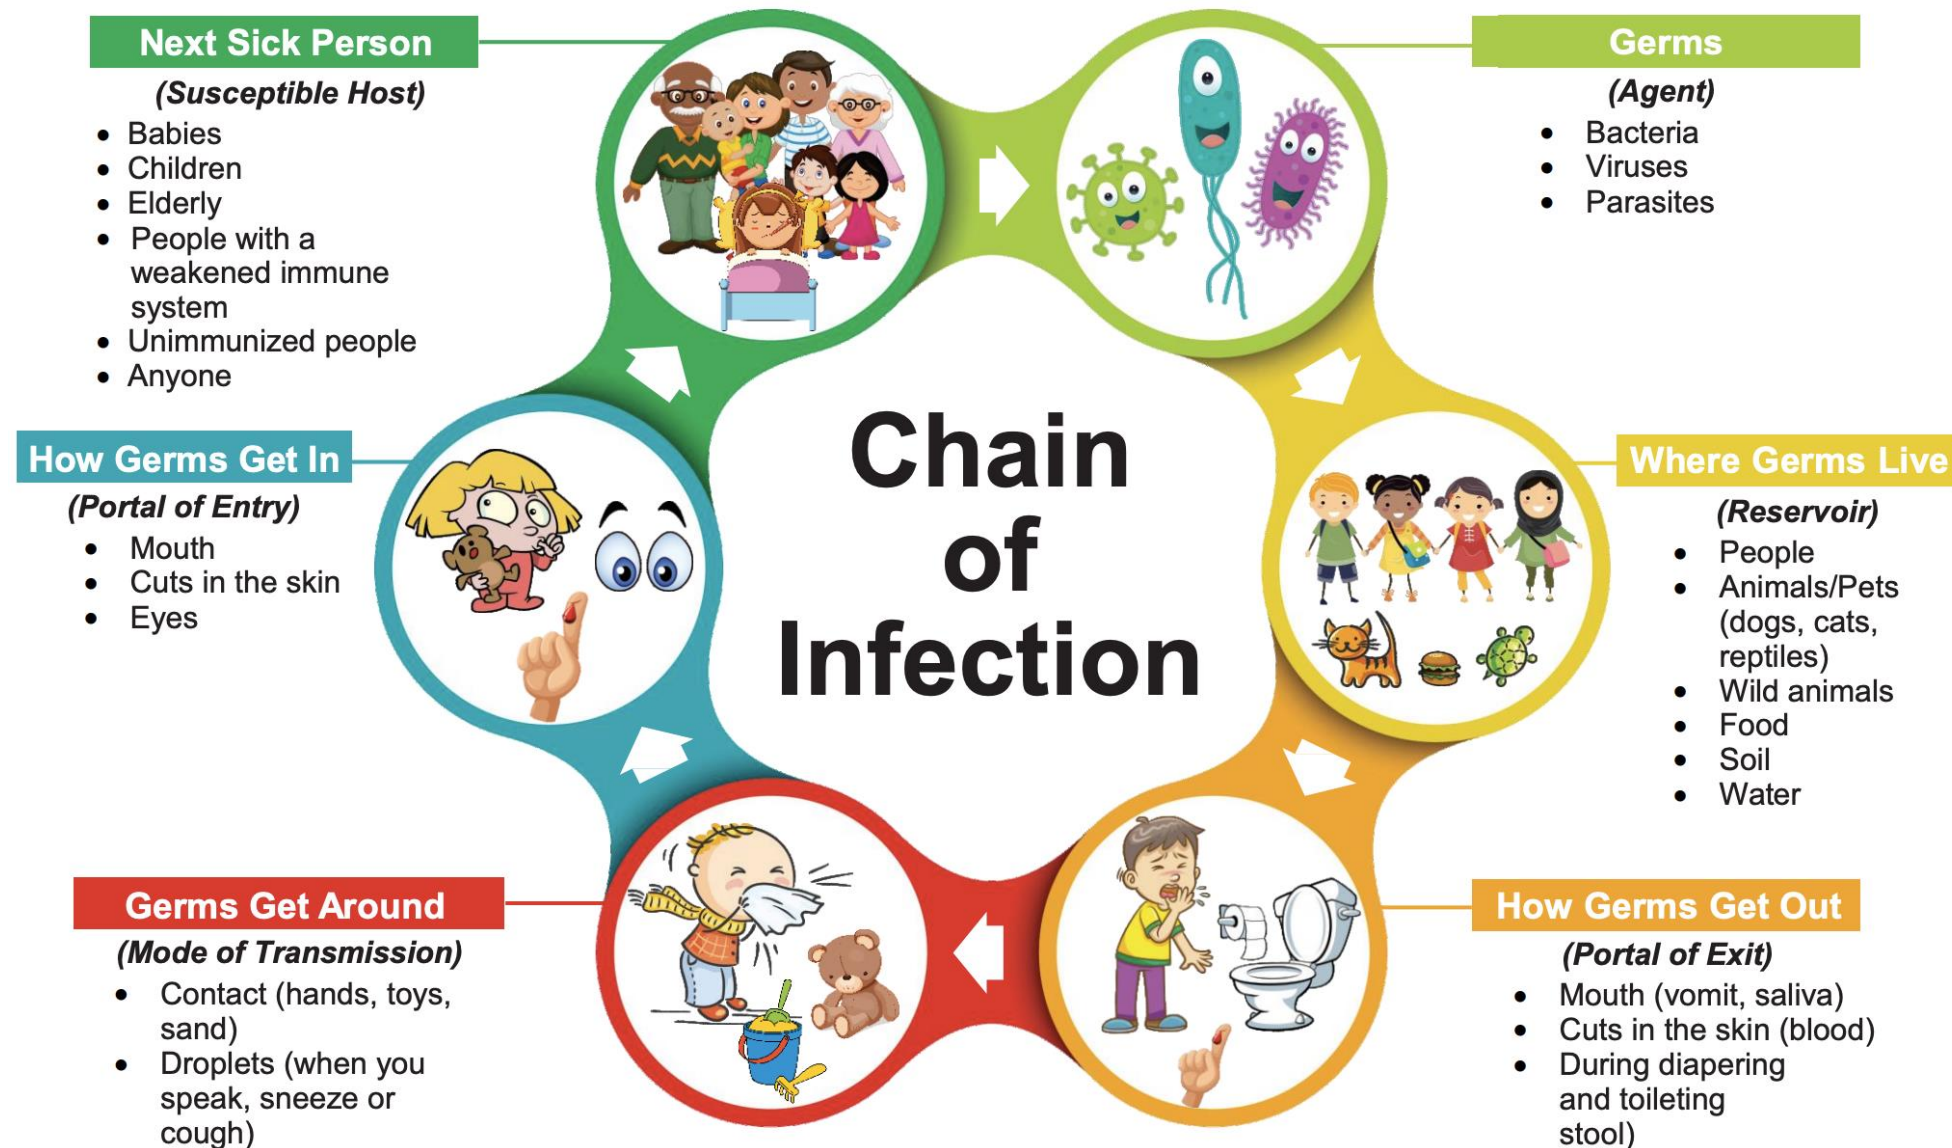 Next Sick Person
(Susceptible Host)
• Babies
• Children
• Elderly
• People with a
weakened immune
system
• Unimmunized people
• Anyone
Germs
(Agent)
• Bacteria
• Viruses
• Parasites
How Germs Get In
(Portal of Entry)
• Mouth
• Cuts in the skin
• Eyes
Chain
of
Infection
Where Germs Live
(Reservoir)
• People
• Animals/Pets
(dogs, cats,
reptiles)
• Wild animals
• Food
• Soil
• Water
Germs Get Around
(Mode of Transmission)
• Contact (hands, toys,
sand)
• Droplets (when you
speak, sneeze or
cough)
How Germs Get Out
(Portal of Exit)
• Mouth (vomit, saliva)
• Cuts in the skin (blood)
• During diapering
and toileting
stool)